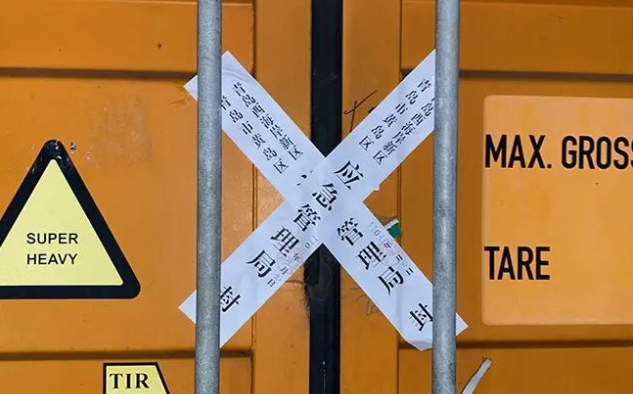 青岛西海岸新区
青岛市黄岛区
应急管理局
封
青岛西海岸新区
青岛市黄岛区
急管理局
封
SUPER
HEAVY
TIR
MAX. GROSS
TARE